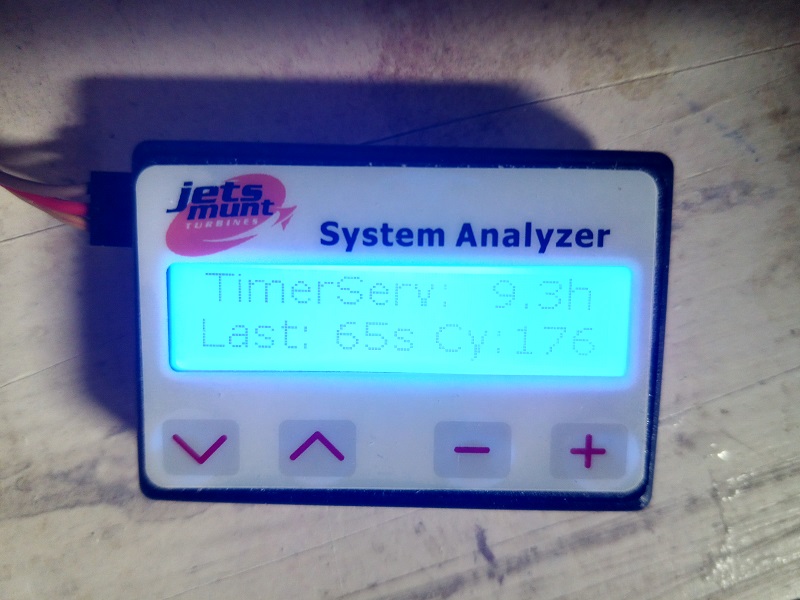 jets
munt
TURBINES
System Analyzer
TimerServ: 9.3h
Last: 65s Cy:176